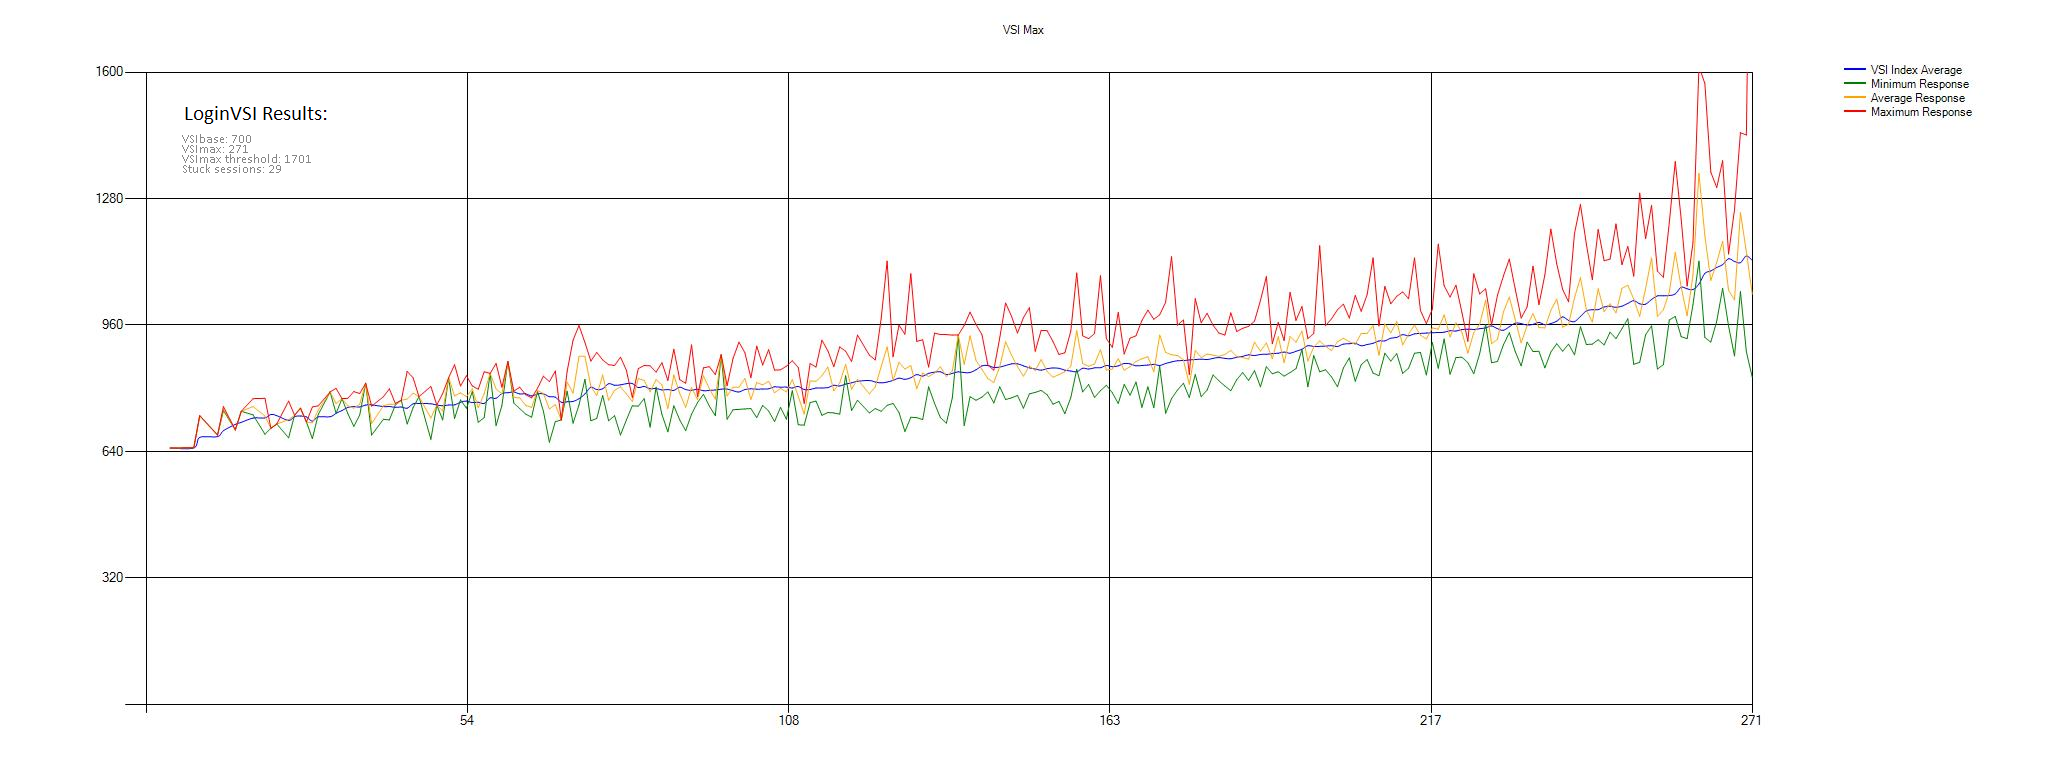 VSI Max
1600
1280
960
640
320
LoginVSI Results:
VSIbase: 700
VSImax: 271
VSImax threshold: 1701
Stuck sessions: 29
VSI Index Average
Minimum Response
Average Response
Maximum Response
54
108
163
217
271